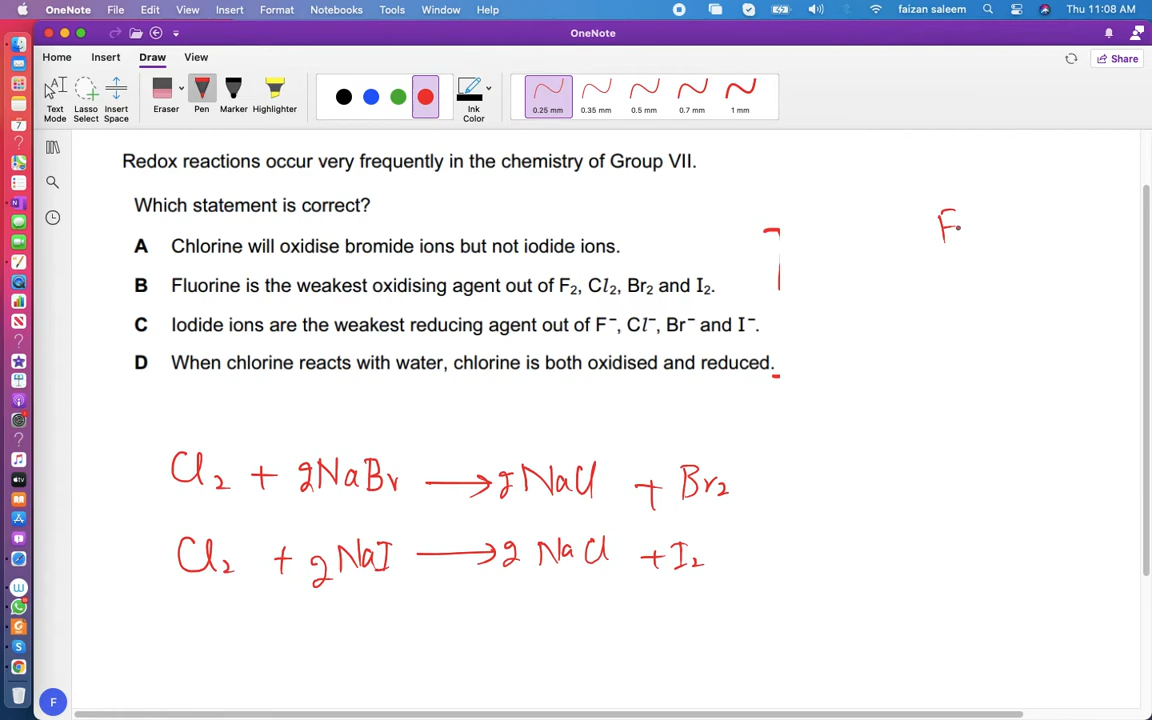 OneNote File Edit View Insert Format Notebooks Tools Window Help faizan saleem Thu 11:08 AM
OneNote
Home Insert Draw View Share
Text Mode Lasso Select Insert Space Eraser Pen Marker Highlighter Ink Color 0.25 mm 0.35 mm 0.5 mm 0.7 mm 1 mm
Redox reactions occur very frequently in the chemistry of Group VII.
Which statement is correct?
F
A Chlorine will oxidise bromide ions but not iodide ions.
B Fluorine is the weakest oxidising agent out of F₂, Cl₂, Br₂ and I₂.
C Iodide ions are the weakest reducing agent out of F⁻, Cl⁻, Br⁻ and I⁻.
D When chlorine reacts with water, chlorine is both oxidised and reduced.
Cl₂ + 2NaBr → 2NaCl + Br₂
Cl₂ + 2NaI → 2NaCl + I₂
F